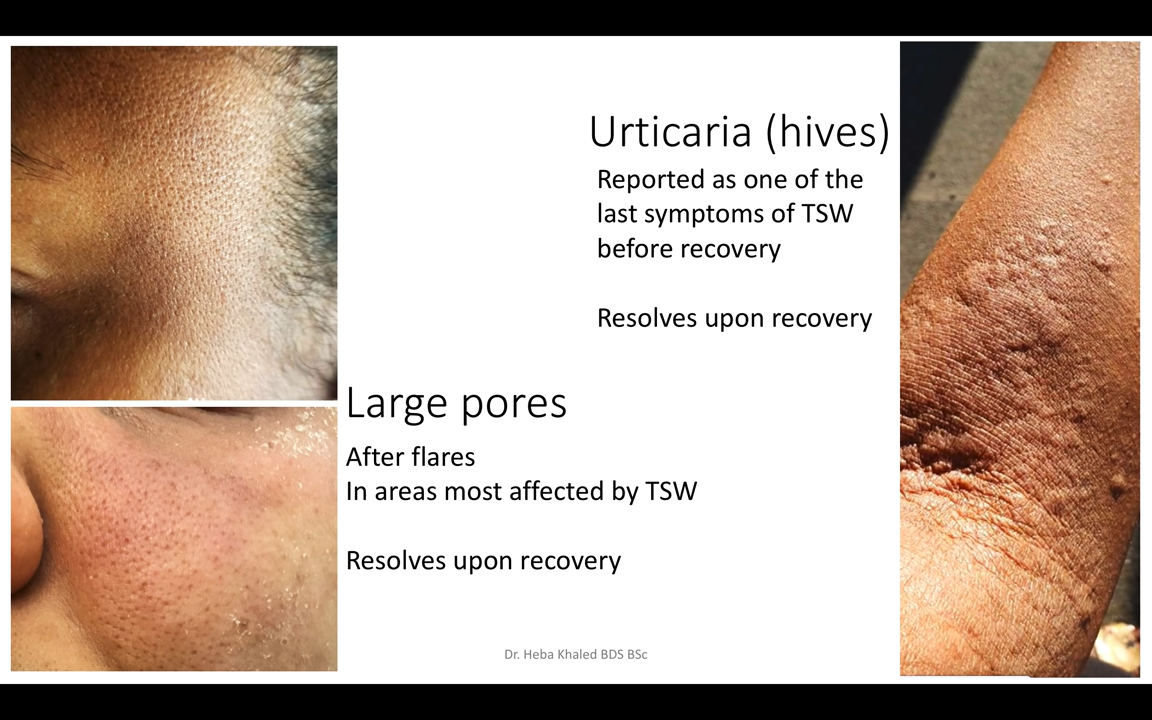 Urticaria (hives)
Reported as one of the
last symptoms of TSW
before recovery
Resolves upon recovery
Large pores
After flares
In areas most affected by TSW
Resolves upon recovery
Dr. Heba Khaled BDS BSc